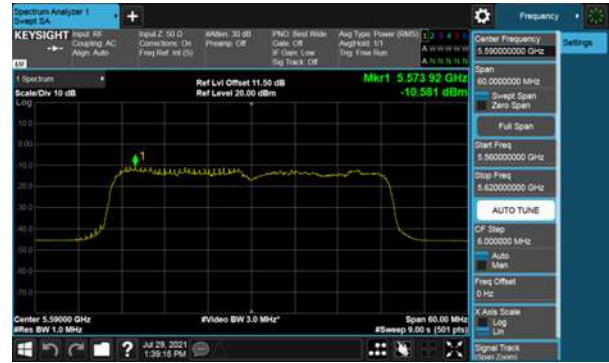 Spectrum Analyzer 1
Swept SA
+
Frequency
KEYSIGHT
Input: RF
Coupling: AC
Align: Auto
Input Z: 50 Ω
Corrections: On
Freq Ref: Int (S)
#Atten: 30 dB
Preamp: Off
PNO: Best Wide
Gate: Off
IF Gain: Low
Sig Track: Off
Avg Type: Power (RMS)
Avg|Hold: 1/1
Trig: Free Run
1 2 3 4 5 6
A W W W W W
A N N N N N
LW
1 Spectrum
Scale/Div 10 dB
Log
Ref Lvl Offset 11.50 dB
Ref Level 20.00 dBm
Mkr1 5.573 92 GHz
-10.581 dBm
10.0
0.00
-10.0
-20.0
-30.0
-40.0
-50.0
-60.0
-70.0
1
Center 5.59000 GHz
#Res BW 1.0 MHz
#Video BW 3.0 MHz*
Span 60.00 MHz
#Sweep 9.00 s (501 pts)
Jul 29, 2021
1:39:15 PM
?
Center Frequency
5.590000000 GHz
Settings
Span
60.0000000 MHz
Swept Span
Zero Span
Full Span
Start Freq
5.560000000 GHz
Stop Freq
5.620000000 GHz
AUTO TUNE
CF Step
6.000000 MHz
Auto
Man
Freq Offset
0 Hz
X Axis Scale
Log
Lin
Signal Track
(Span Zoom)